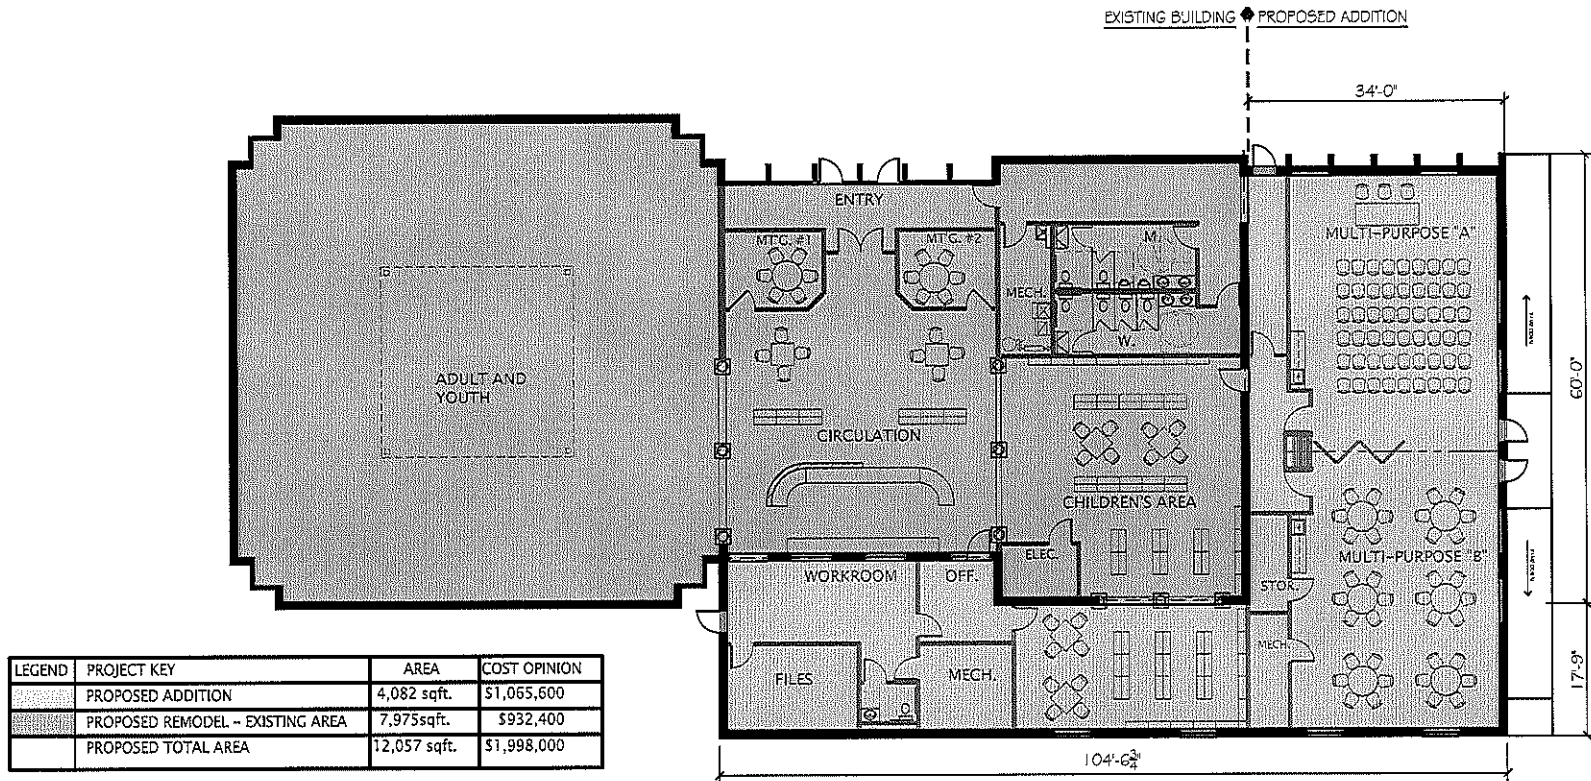 EXISTING BUILDING PROPOSED ADDITION
34'-0"
ENTRY
MTG. #1
MTG. #2
M.
MULTI-PURPOSE "A"
MECH.
W.
60'-0"
ADULT AND
YOUTH
CIRCULATION
CHILDREN'S AREA
ELEC.
MULTI-PURPOSE "B"
WORKROOM
OFF.
STOR.
MECH.
FILES
MECH.
17'-9"
104'-6 3/4"
LEGEND PROJECT KEY AREA COST OPINION
PROPOSED ADDITION 4,082 sqft. $1,065,600
PROPOSED REMODEL - EXISTING AREA 7,975sqft. $932,400
PROPOSED TOTAL AREA 12,057 sqft. $1,998,000